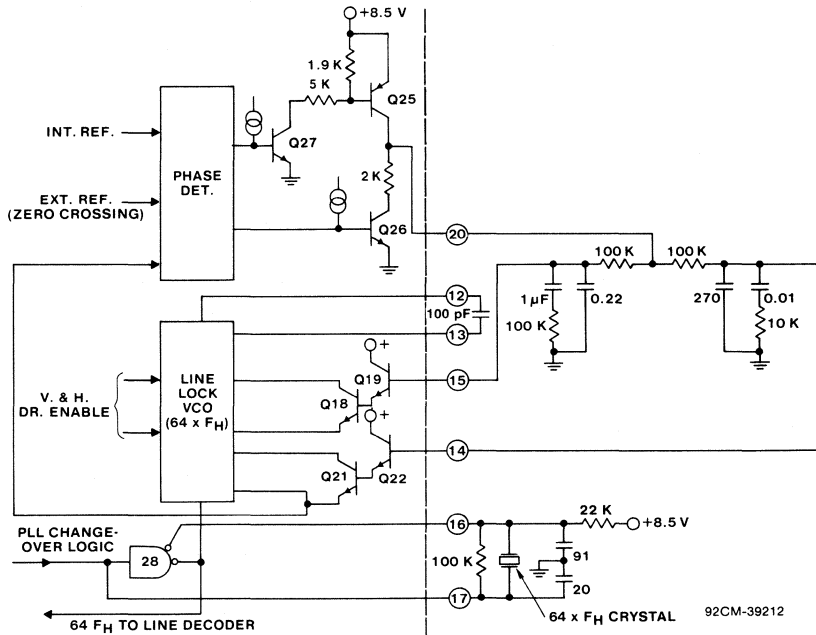 +8.5 V
1.9 K
5 K
Q25
Q27
INT. REF.
PHASE
DET.
2 K
EXT. REF.
(ZERO CROSSING)
Q26
20
100 K
100 K
12
1 µF
0.22
270
0.01
100 pF
100 K
10 K
13
+
Q19
15
LINE
LOCK
VCO
(64 x FH)
V. & H.
DR. ENABLE
Q18
+
14
Q21
Q22
22 K
16
+8.5 V
PLL CHANGE-
OVER LOGIC
28
100 K
91
20
17
64 x FH CRYSTAL
92CM-39212
64 FH TO LINE DECODER